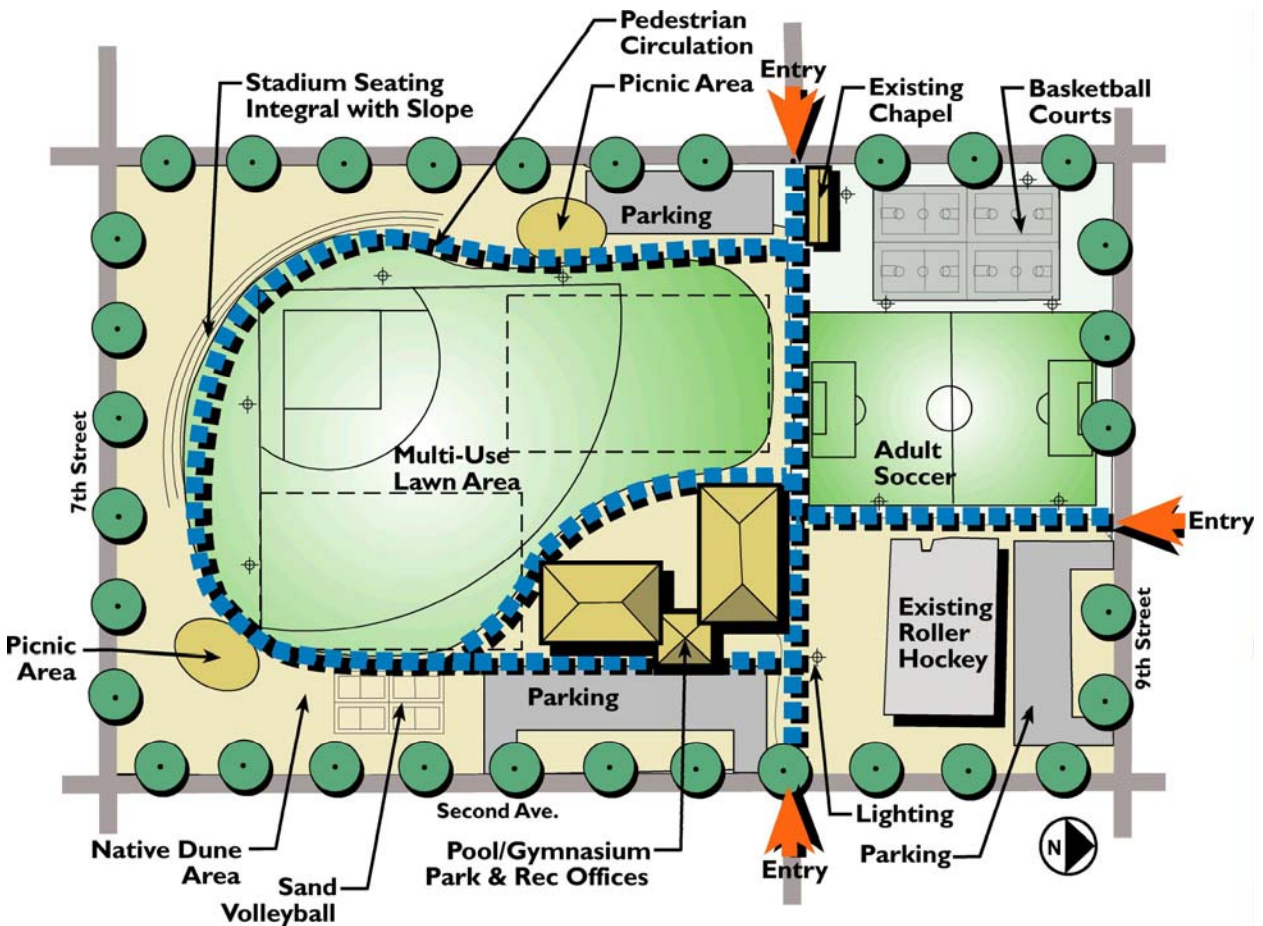 Pedestrian
Circulation
Stadium Seating
Integral with Slope
Picnic Area
Entry
Existing
Chapel
Basketball
Courts
Parking
7th Street
Multi-Use
Lawn Area
Adult
Soccer
Entry
Existing
Roller
Hockey
9th Street
Picnic
Area
Parking
Second Ave.
Native Dune
Area
Sand
Volleyball
Pool/Gymnasium
Park & Rec Offices
Entry
Lighting
Parking
N